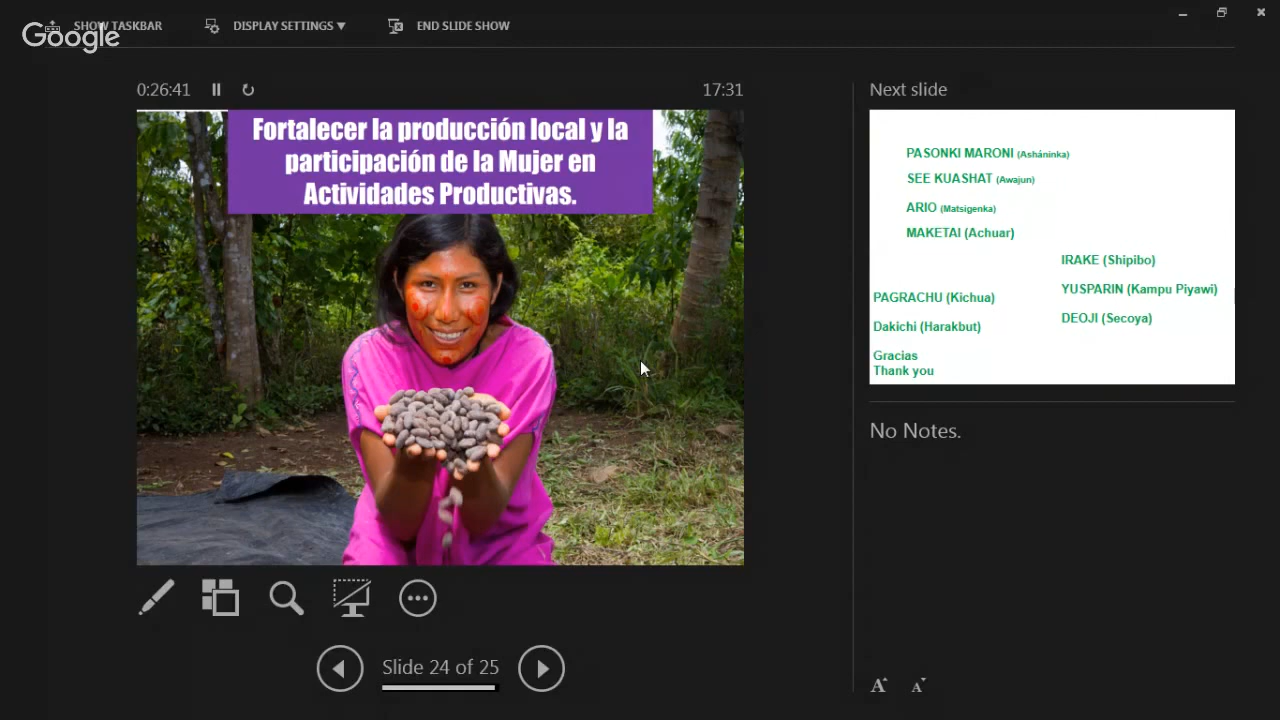 SHOW TASKBAR
DISPLAY SETTINGS
END SLIDE SHOW
Google
0:26:41
17:31
Fortalecer la producción local y la
participación de la Mujer en
Actividades Productivas.
Next slide
PASONKI MARONI (Asháninka)
SEE KUASHAT (Awajun)
ARIO (Matsigenka)
MAKETAI (Achuar)
IRAKE (Shipibo)
YUSPARIN (Kampu Piyawi)
DEOJI (Secoya)
PAGRACHU (Kichua)
Dakichi (Harakbut)
Gracias
Thank you
No Notes.
Slide 24 of 25
A A